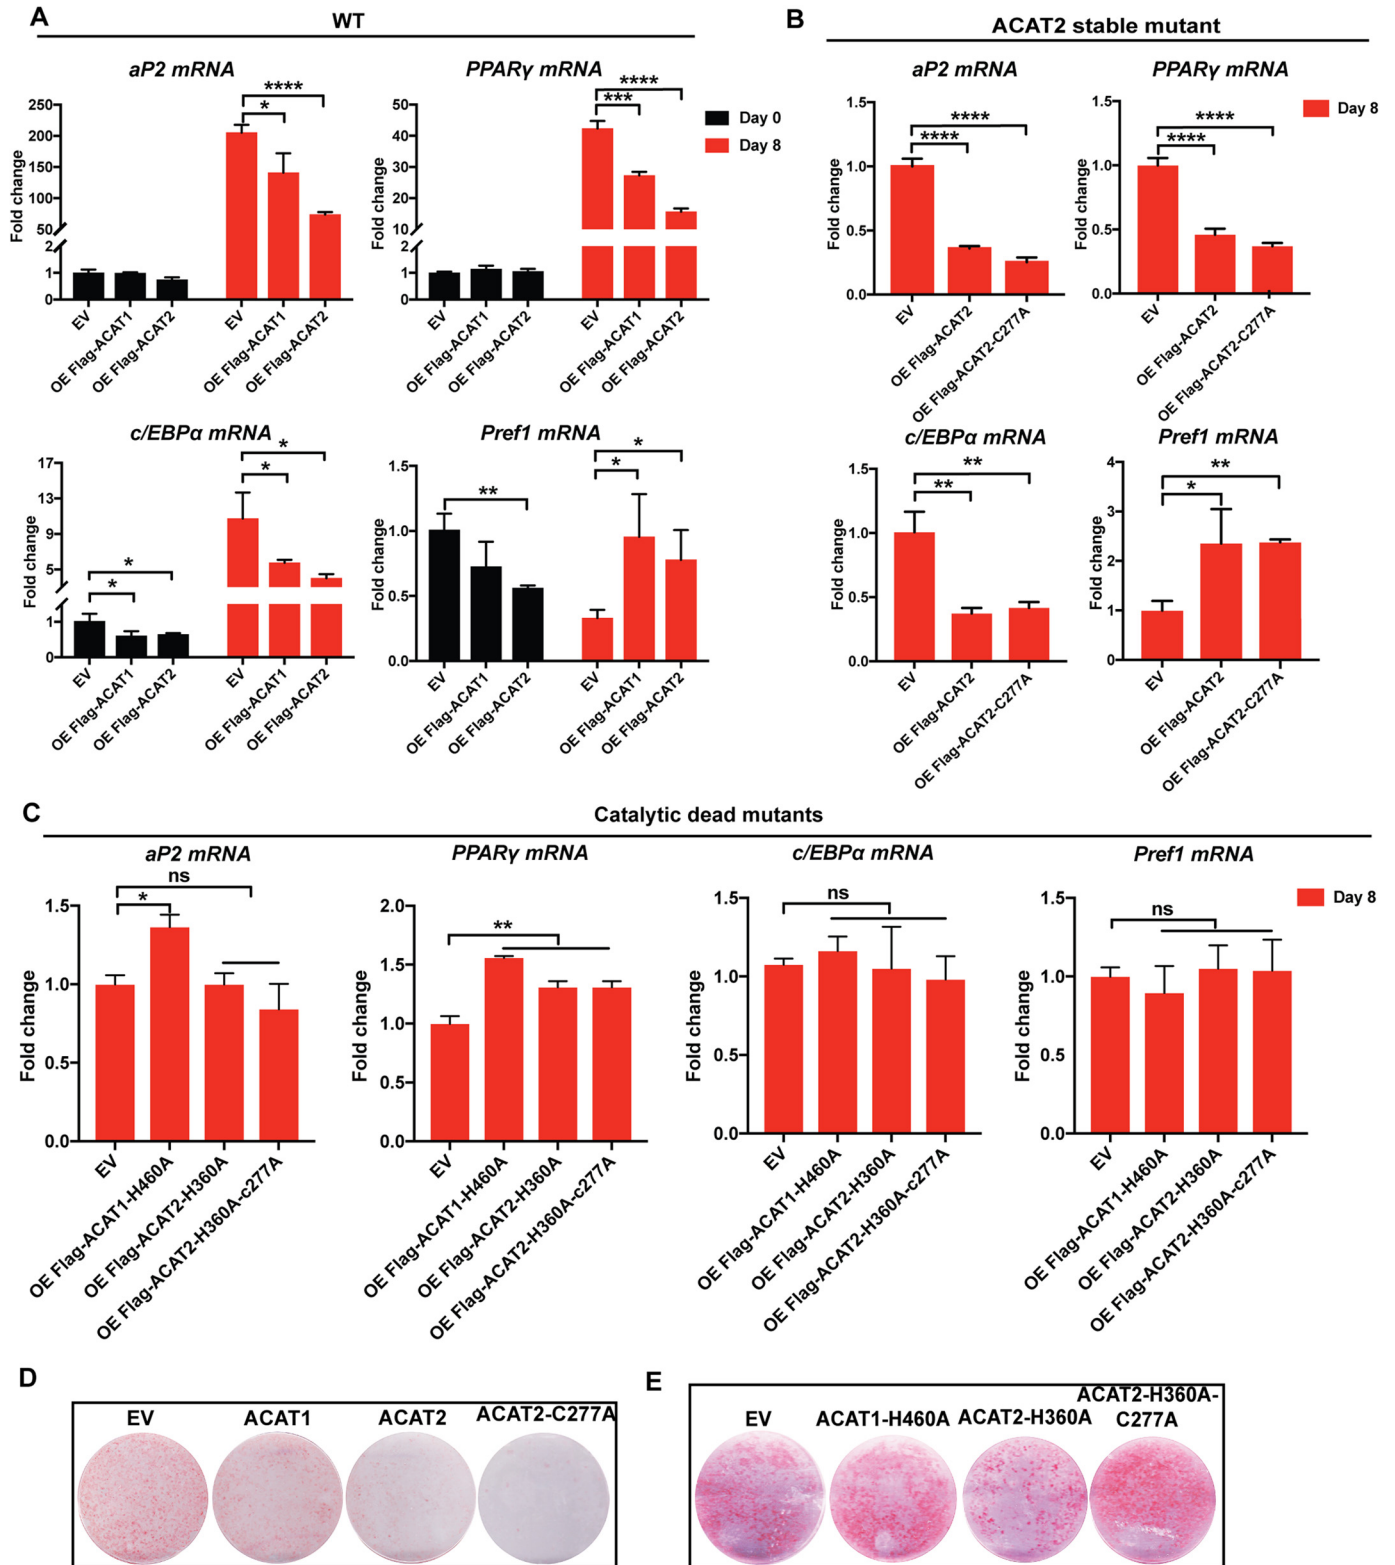 A
WT
aP2 mRNA
Fold change
250
200
150
100
50
2
1
0
****
*
EV
OE Flag-ACAT1
OE Flag-ACAT2
EV
OE Flag-ACAT1
OE Flag-ACAT2
PPARγ mRNA
Fold change
50
40
30
20
10
2
1
0
****
***
EV
OE Flag-ACAT1
OE Flag-ACAT2
EV
OE Flag-ACAT1
OE Flag-ACAT2
Day 0
Day 8
c/EBPα mRNA
Fold change
17
13
9
5
1
0
*
*
*
*
EV
OE Flag-ACAT1
OE Flag-ACAT2
EV
OE Flag-ACAT1
OE Flag-ACAT2
Pref1 mRNA
Fold change
1.5
1.0
0.5
0.0
**
*
*
EV
OE Flag-ACAT1
OE Flag-ACAT2
EV
OE Flag-ACAT1
OE Flag-ACAT2
B
ACAT2 stable mutant
aP2 mRNA
Fold change
1.5
1.0
0.5
0.0
****
****
EV
OE Flag-ACAT2
OE Flag-ACAT2-C277A
PPARγ mRNA
Fold change
1.5
1.0
0.5
0.0
****
****
EV
OE Flag-ACAT2
OE Flag-ACAT2-C277A
Day 8
c/EBPα mRNA
Fold change
1.5
1.0
0.5
0.0
**
**
EV
OE Flag-ACAT2
OE Flag-ACAT2-C277A
Pref1 mRNA
Fold change
4
3
2
1
0
**
*
EV
OE Flag-ACAT2
OE Flag-ACAT2-C277A
C
Catalytic dead mutants
aP2 mRNA
Fold change
1.5
1.0
0.5
0.0
ns
*
EV
OE Flag-ACAT1-H460A
OE Flag-ACAT2-H360A
OE Flag-ACAT2-H360A-c277A
PPARγ mRNA
Fold change
2.0
1.5
1.0
0.5
0.0
**
EV
OE Flag-ACAT1-H460A
OE Flag-ACAT2-H360A
OE Flag-ACAT2-H360A-c277A
c/EBPα mRNA
Fold change
1.5
1.0
0.5
0.0
ns
EV
OE Flag-ACAT1-H460A
OE Flag-ACAT2-H360A
OE Flag-ACAT2-H360A-c277A
Pref1 mRNA
Fold change
1.5
1.0
0.5
0.0
ns
EV
OE Flag-ACAT1-H460A
OE Flag-ACAT2-H360A
OE Flag-ACAT2-H360A-c277A
Day 8
D
EV
ACAT1
ACAT2
ACAT2-C277A
E
EV
ACAT1-H460A
ACAT2-H360A
ACAT2-H360A-
C277A